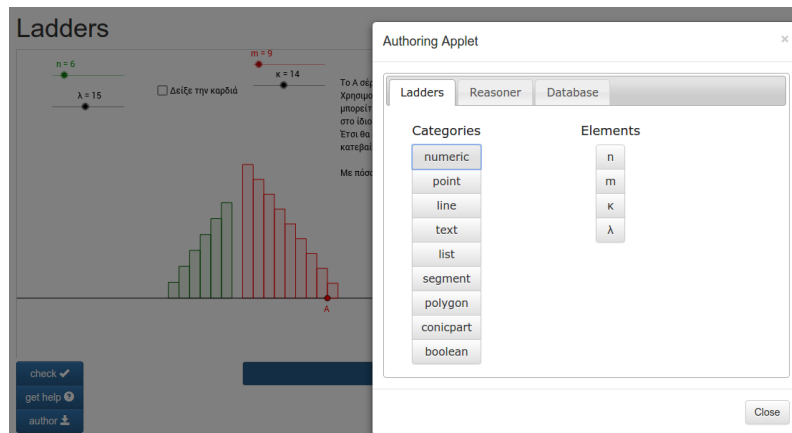 Ladders
n = 6
m = 9
λ = 15
κ = 14
Δείξε την καρδιά
Το Α σέρ
Χρησιμο
μπορείτ
στο ίδιο
Έτσι θα
κατεβαί
Με πόσο
A
check
get help
author
Authoring Applet
×
Ladders Reasoner Database
Categories Elements
numeric n
point m
line κ
text λ
list
segment
polygon
conicpart
boolean
Close